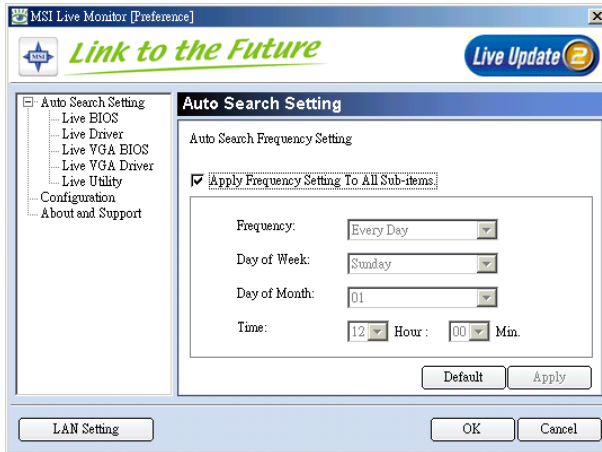 MSI Live Monitor [Preference]
MSI
Link to the Future
Live Update 2
Auto Search Setting
Live BIOS
Live Driver
Live VGA BIOS
Live VGA Driver
Live Utility
Configuration
About and Support
Auto Search Setting
Auto Search Frequency Setting
Apply Frequency Setting To All Sub-items.
Frequency: Every Day
Day of Week: Sunday
Day of Month: 01
Time: 12 Hour : 00 Min.
Default Apply
LAN Setting OK Cancel